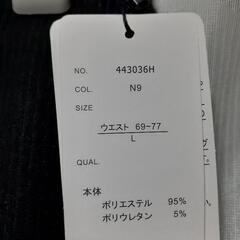 NO. 443036H
COL. N9
SIZE
ウエスト 69~77
L
QUAL.
本体
ポリエステル 95%
ポリウレタン 5%